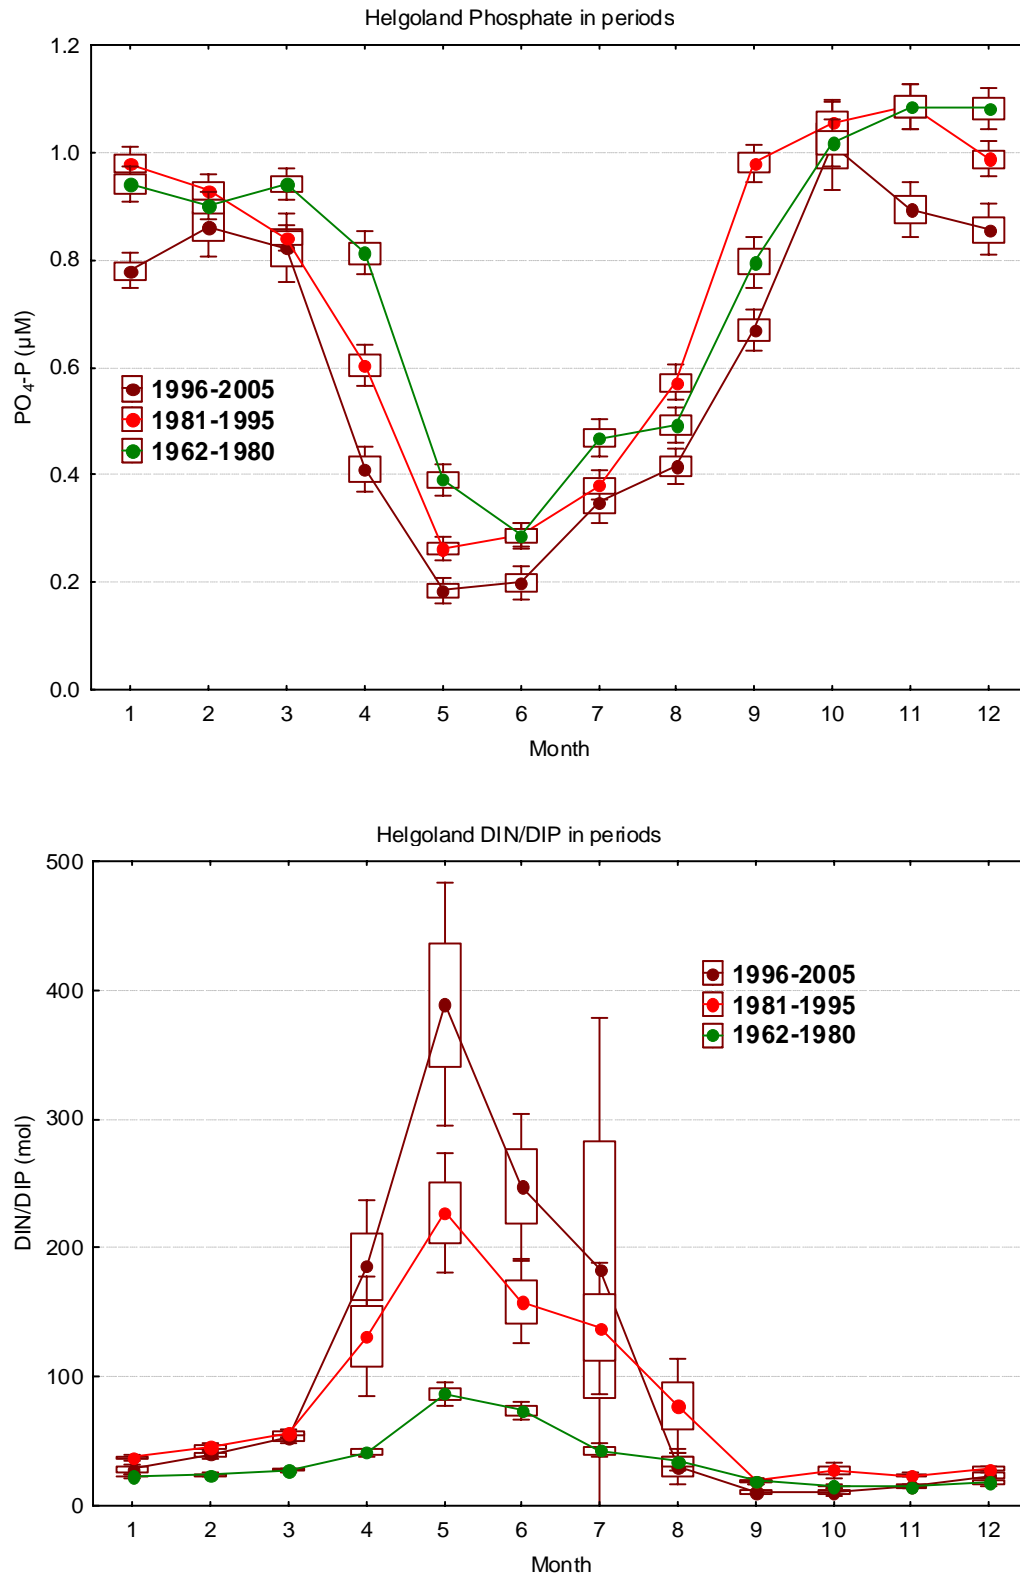 Helgoland Phosphate in periods
1.2
1.0
0.8
0.6
0.4
0.2
0.0
PO4-P (µM)
1996-2005
1981-1995
1962-1980
1 2 3 4 5 6 7 8 9 10 11 12
Month
Helgoland DIN/DIP in periods
500
400
300
200
100
0
DIN/DIP (mol)
1996-2005
1981-1995
1962-1980
1 2 3 4 5 6 7 8 9 10 11 12
Month